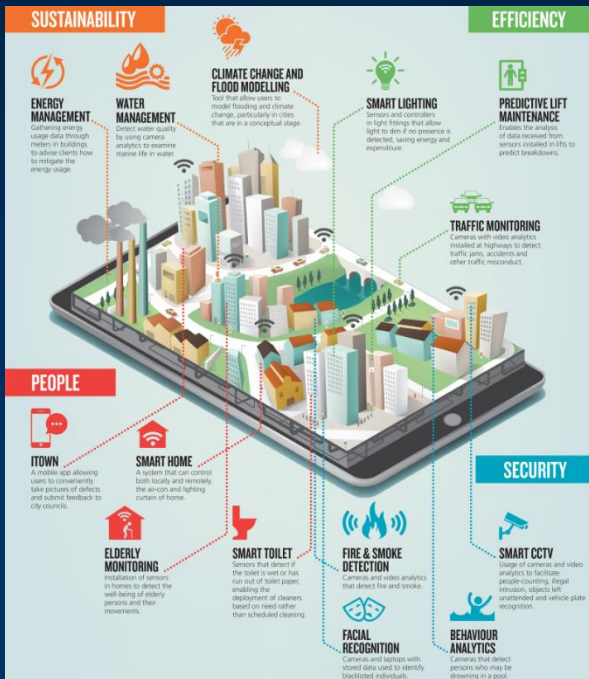 SUSTAINABILITY
EFFICIENCY
ENERGY
MANAGEMENT
Gathering energy
usage data through
meters in buildings
to advise clients how
to mitigate the
energy usage.
WATER
MANAGEMENT
Detect water quality
by using camera
analytics to examine
marine life in water.
CLIMATE CHANGE AND
FLOOD MODELLING
Tool that allow users to
model flooding and climate
change, particularly in cities
that are in a conceptual stage.
SMART LIGHTING
Sensors and controllers
in light fittings that allow
light to dim if no presence is
detected, saving energy and
expenditure.
PREDICTIVE LIFT
MAINTENANCE
Enables the analysis
of data received from
sensors installed in lifts to
predict breakdowns.
TRAFFIC MONITORING
Cameras with video analytics
installed at highways to detect
traffic jams, accidents and
other traffic misconduct.
PEOPLE
ITOWN
A mobile app allowing
users to conveniently
take pictures of defects
and submit feedback to
city councils.
SMART HOME
A system that can control
both locally and remotely,
the air-con and lighting
curtain of home.
ELDERLY
MONITORING
Installation of sensors
in homes to detect the
well-being of elderly
persons and their
movements.
SMART TOILET
Sensors that detect if
the toilet is wet or has
run out of toilet paper,
enabling the
deployment of cleaners
based on need rather
than scheduled cleaning.
SECURITY
FIRE & SMOKE
DETECTION
Cameras and video analytics
that detect fire and smoke.
SMART CCTV
Usage of cameras and video
analytics to facilitate
people-counting, illegal
intrusion, objects left
unattended and vehicle plate
recognition.
FACIAL
RECOGNITION
Cameras and laptops with
stored data used to identify
blacklisted individuals.
BEHAVIOUR
ANALYTICS
Cameras that detect
persons who may be
drowning in a pool.